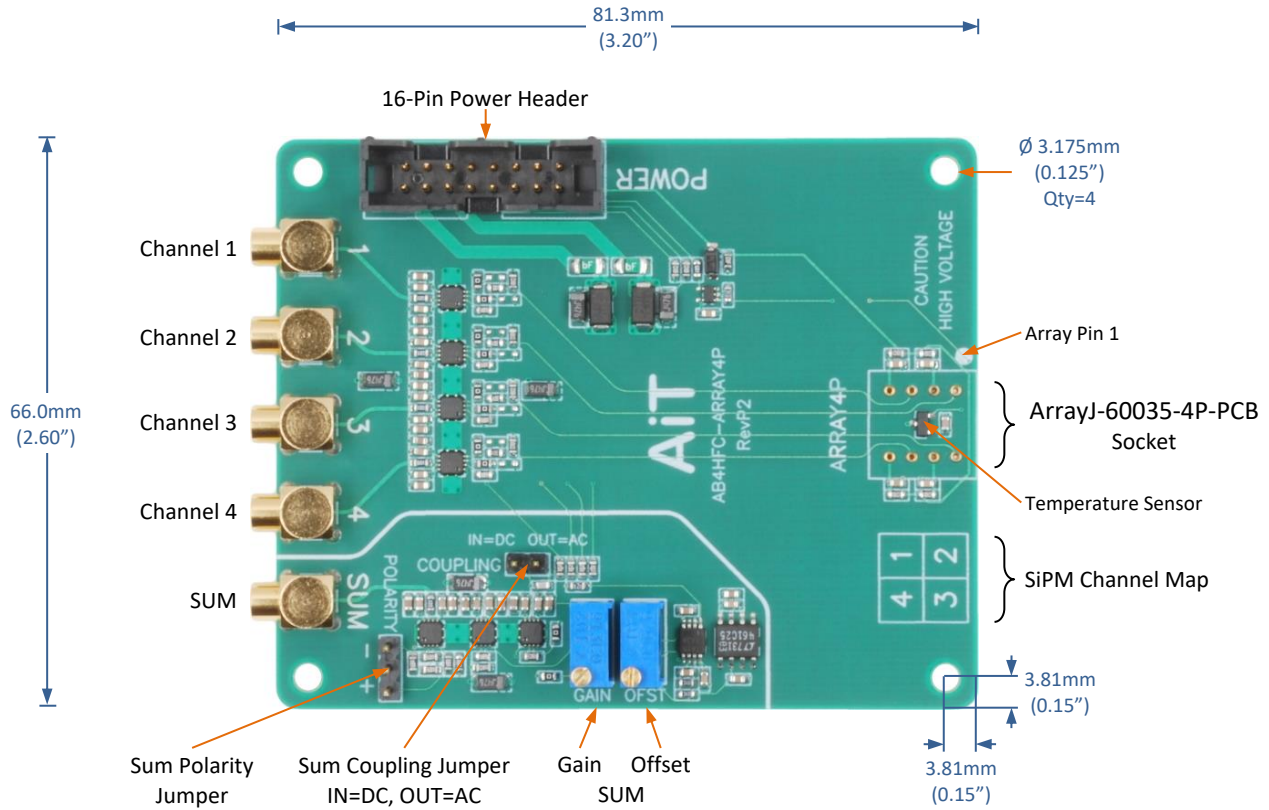 81.3mm
(3.20”)
16-Pin Power Header
POWER
Ø 3.175mm
(0.125”)
Qty=4
CAUTION
HIGH VOLTAGE
Channel 1
1
Channel 2
2
Channel 3
3
Channel 4
4
SUM
SUM
66.0mm
(2.60”)
bF
bF
Array Pin 1
ArrayJ-60035-4P-PCB
Socket
Temperature Sensor
ARRAY4P
AiT
AB4HFC-ARRAY4P
RevP2
1 2
4 3
SiPM Channel Map
IN=DC OUT=AC
COUPLING
POLARITY
-
+
GAIN OFST
3.81mm
(0.15”)
3.81mm
(0.15”)
Sum Polarity
Jumper
Sum Coupling Jumper
IN=DC, OUT=AC
Gain Offset
SUM